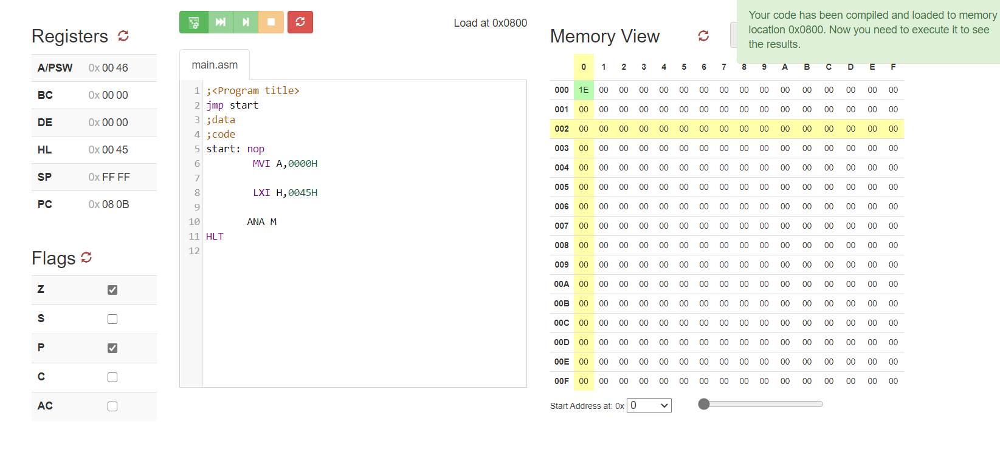 Registers
A/PSW 0x 00 46
BC 0x 00 00
DE 0x 00 00
HL 0x 00 45
SP 0x FF FF
PC 0x 08 0B
Flags
Z
S
P
C
AC
Load at 0x0800
main.asm
1 ;<Program title>
2 jmp start
3 ;data
4 ;code
5 start: nop
6 MVI A,0000H
7
8 LXI H,0045H
9
10 ANA M
11 HLT
12
Memory View
Your code has been compiled and loaded to memory
location 0x0800. Now you need to execute it to see
the results.
0 1 2 3 4 5 6 7 8 9 A B C D E F
000 1E 00 00 00 00 00 00 00 00 00 00 00 00 00 00 00
001 00 00 00 00 00 00 00 00 00 00 00 00 00 00 00 00
002 00 00 00 00 00 00 00 00 00 00 00 00 00 00 00 00
003 00 00 00 00 00 00 00 00 00 00 00 00 00 00 00 00
004 00 00 00 00 00 00 00 00 00 00 00 00 00 00 00 00
005 00 00 00 00 00 00 00 00 00 00 00 00 00 00 00 00
006 00 00 00 00 00 00 00 00 00 00 00 00 00 00 00 00
007 00 00 00 00 00 00 00 00 00 00 00 00 00 00 00 00
008 00 00 00 00 00 00 00 00 00 00 00 00 00 00 00 00
009 00 00 00 00 00 00 00 00 00 00 00 00 00 00 00 00
00A 00 00 00 00 00 00 00 00 00 00 00 00 00 00 00 00
00B 00 00 00 00 00 00 00 00 00 00 00 00 00 00 00 00
00C 00 00 00 00 00 00 00 00 00 00 00 00 00 00 00 00
00D 00 00 00 00 00 00 00 00 00 00 00 00 00 00 00 00
00E 00 00 00 00 00 00 00 00 00 00 00 00 00 00 00 00
00F 00 00 00 00 00 00 00 00 00 00 00 00 00 00 00 00
Start Address at: 0x 0